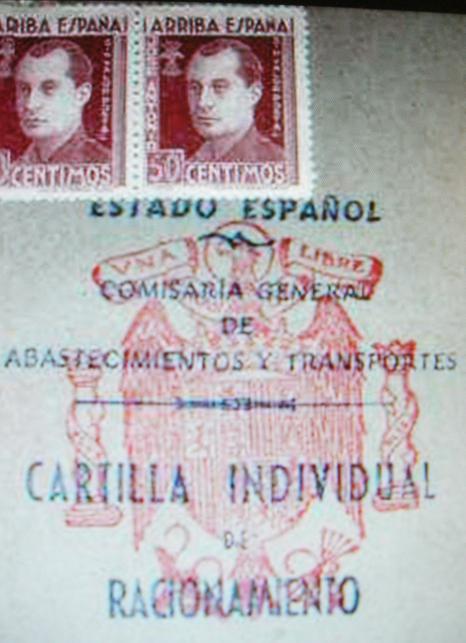 ARRIBA ESPAÑA ARRIBA ESPAÑA
CENTIMOS 50 CENTIMOS
ESTADO ESPAÑOL
UNA LIBRE
COMISARÍA GENERAL
DE
ABASTECIMIENTOS Y TRANSPORTES
CARTILLA INDIVIDUAL
DE
RACIONAMIENTO